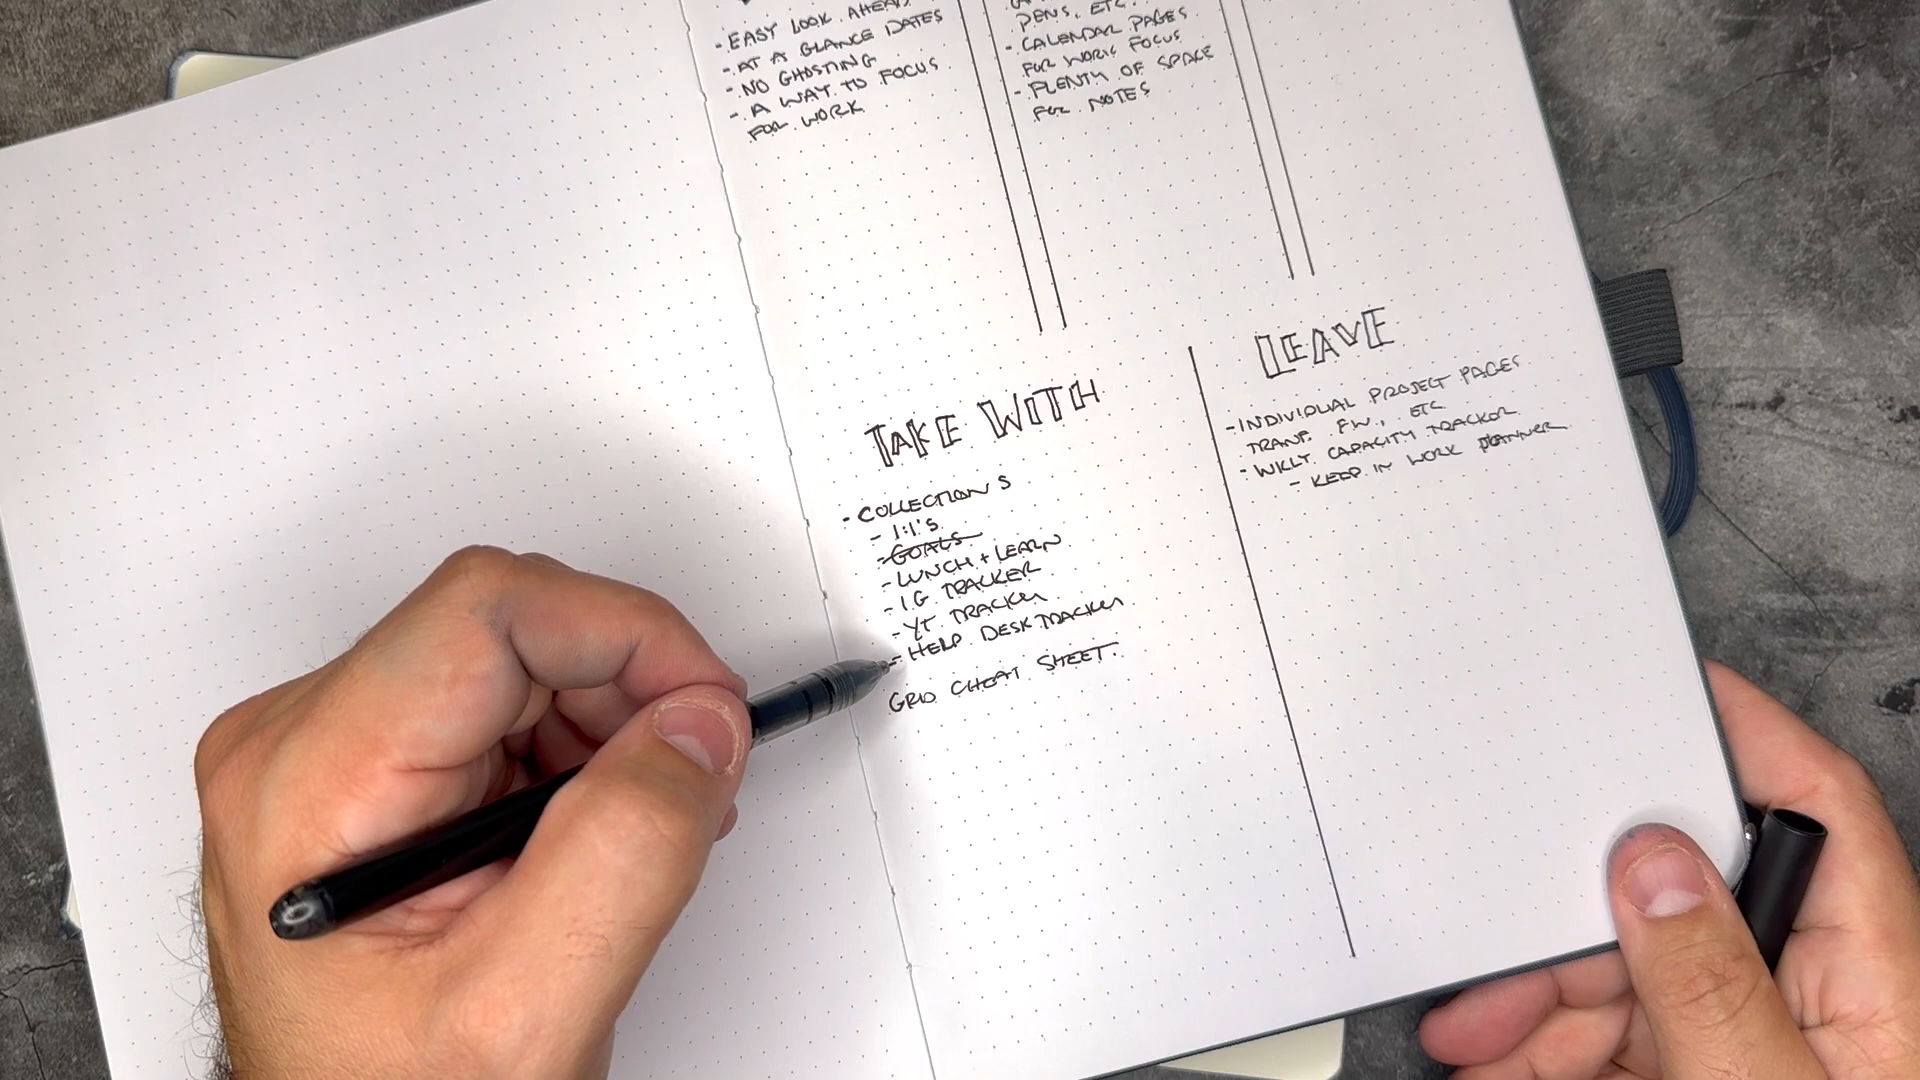 - EASY LOOK AHEAD
- AT A GLANCE DATES
- NO GHOSTING
- A WAY TO FOCUS
FOR WORK
PENS, ETC.
- CALENDAR PAGES
FOR WORK FOCUS
- PLENTY OF SPACE
FOR NOTES
TAKE WITH
- COLLECTIONS
- 1:1'S
- GOALS
- LUNCH + LEARN
- I.G TRACKER
- YT TRACKER
- HELP DESK TRACKER
GRID CHEAT SHEET.
LEAVE
- INDIVIDUAL PROJECT PAGES
TRANP. FW., ETC
- WKLY. CAPACITY TRACKER
- KEEP IN WORK PLANNER